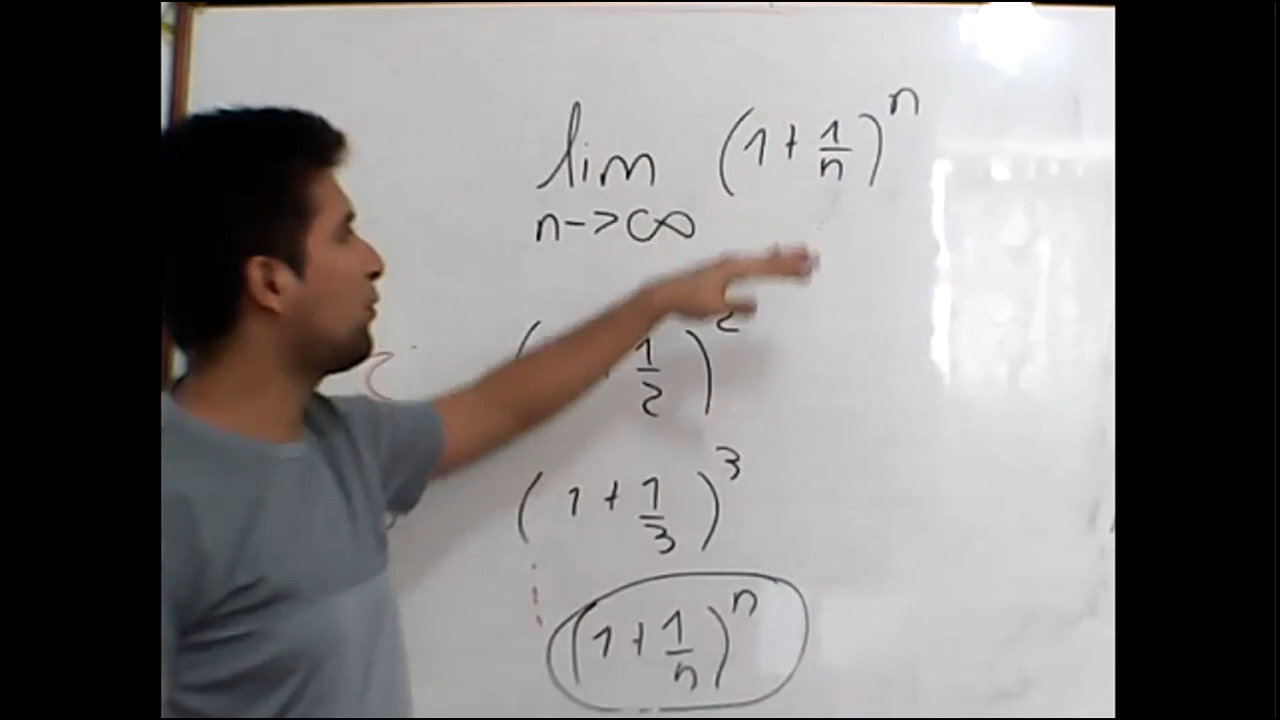 lim (1 + 1/n)^n
n->∞
( 1/2 )^2
( 1 + 1/3 )^3
(1 + 1/n)^n